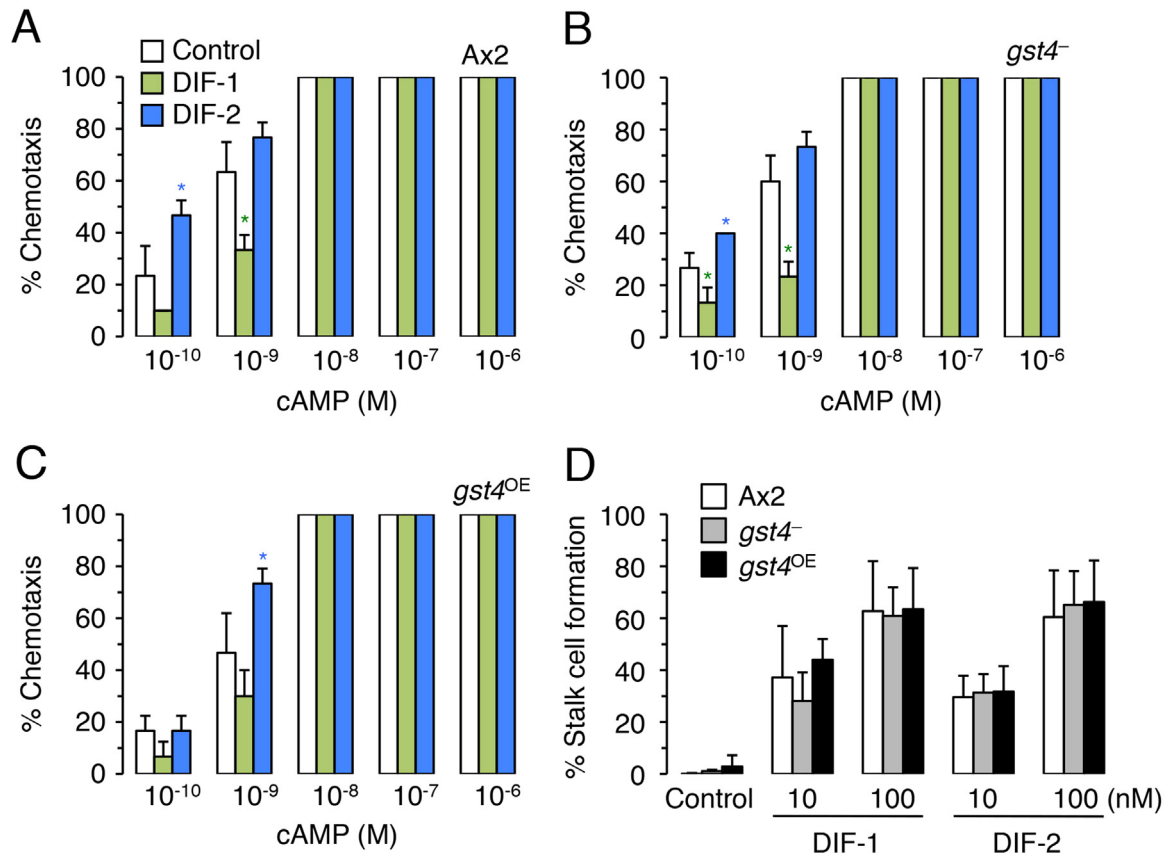 A
Control
DIF-1
DIF-2
Ax2
% Chemotaxis
100
80
60
40
20
0
10⁻¹⁰ 10⁻⁹ 10⁻⁸ 10⁻⁷ 10⁻⁶
cAMP (M)
* *
B
gst4⁻
% Chemotaxis
100
80
60
40
20
0
10⁻¹⁰ 10⁻⁹ 10⁻⁸ 10⁻⁷ 10⁻⁶
cAMP (M)
* * *
C
gst4ᴼᴱ
% Chemotaxis
100
80
60
40
20
0
10⁻¹⁰ 10⁻⁹ 10⁻⁸ 10⁻⁷ 10⁻⁶
cAMP (M)
*
D
Ax2
gst4⁻
gst4ᴼᴱ
% Stalk cell formation
100
80
60
40
20
0
Control 10 100 10 100 (nM)
DIF-1 DIF-2